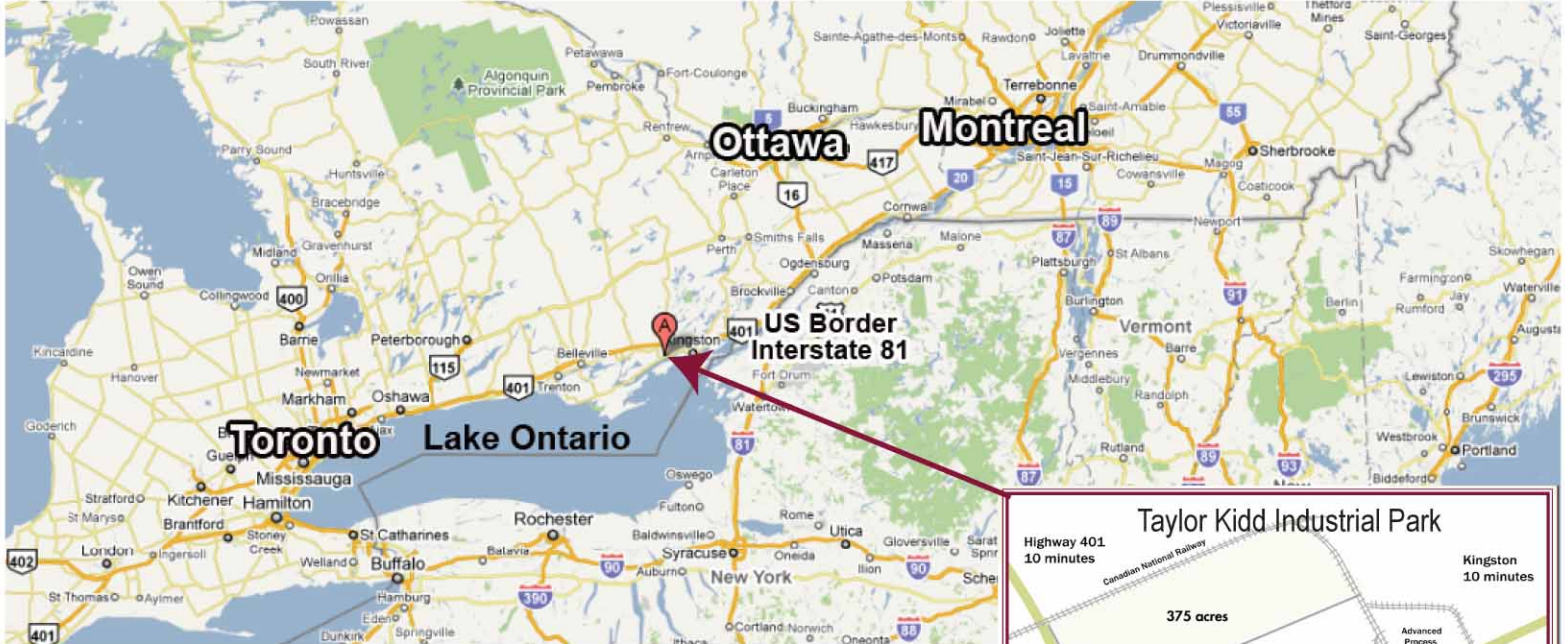 Powassan
South River
Algonquin
Provincial Park
Petawawa
Pembroke
Fort-Coulonge
Renfrew
Sainte-Agathe-des-Monts
Rawdon
Joliette
Lavaltrie
Plessisville
Victoriaville
Thetford
Mines
Saint-Georges
Drummondville
Terrebonne
Mirabel
Saint-Amable
Buckingham
Hawkesbury
5
Ottawa
Montreal
417
55
Parry Sound
Huntsville
Bracebridge
Gravenhurst
Midland
Orillia
Owen
Sound
Collingwood
400
Barrie
Carleton
Place
16
20
15
Saint-Jean-Sur-Richelieu
Cowansville
Magog
Sherbrooke
Coaticook
Cornwall
89
Newport
87
Massena
Malone
St Albans
Plattsburgh
Perth
Smiths Falls
Ogdensburg
Potsdam
Brockville
Canton
Burlington
91
Skowhegan
Farmington
Waterville
Rumford
Jay
Berlin
Kincardine
Hanover
Newmarket
Markham
Oshawa
Peterborough
115
Belleville
Trenton
401
A
401
US Border
Interstate 81
Fort Drum
Vermont
Vergennes
Barre
Middlebury
Randolph
Lewiston
295
Brunswick
Goderich
Toronto
Lake Ontario
Mississauga
81
Rutland
89
93
87
Westbrook
Portland
Biddeford
Stratford
St Marys
Kitchener
Hamilton
Brantford
Stoney
Creek
St Catharines
Welland
Buffalo
Batavia
Rochester
Oswego
Fulton
Baldwinsville
Syracuse
Auburn
Rome
Oneida
Utica
Ilion
Gloversville
90
90
New York
402
London
Ingersoll
St Thomas
Aylmer
401
Hamburg
Eden
Dunkirk
Springville
390
Cortland
Norwich
Oneonta
88
Taylor Kidd Industrial Park
Highway 401
10 minutes
Canadian National Railway
Kingston
10 minutes
375 acres
Advanced
Process